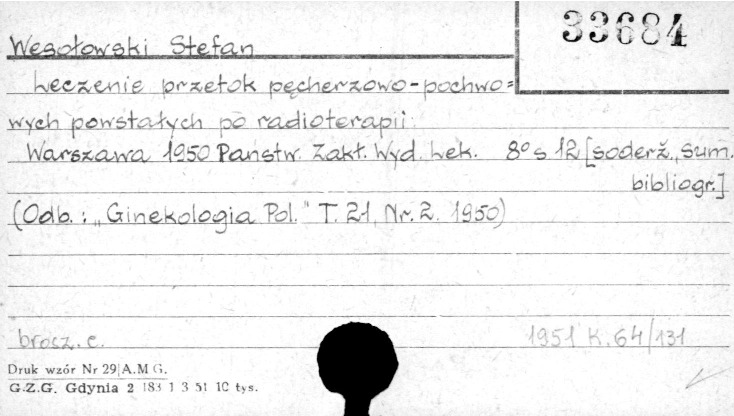 33684
Wesołowski Stefan
Leczenie przetok pęcherzowo-pochwo=
wych powstałych po radioterapii.
Warszawa 1950 Państw. Zakł. Wyd. Lek. 8° s 12 [soderž., Sum.
bibliogr.]
(Odb.: "Ginekologia Pol." T. 21, Nr. 2. 1950)
brosz. e.
1951 K. 64/131
Druk wzór Nr 29 A.M G.
G.Z.G. Gdynia 2 183 1 3 51 10 tys.